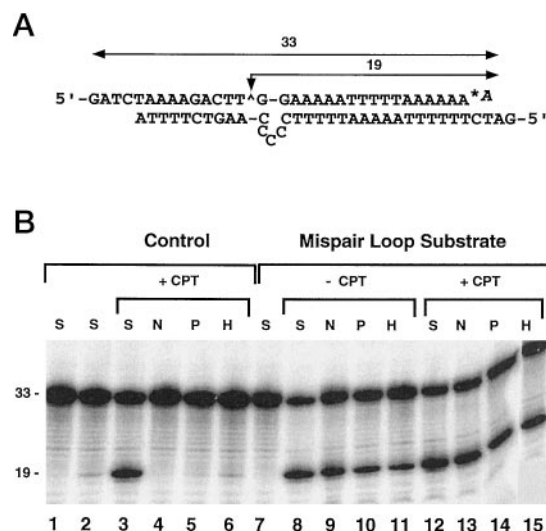 A
33
19
5'-GATCTAAAAGACTT^G-GAAAAATTTTTAAAAAA*A
ATTTTCTGAA-C CTTTTTAAAAATTTTTTCTAG-5'
CCC
B
Control Mispair Loop Substrate
+ CPT - CPT + CPT
S S S N P H S S N P H S N P H
33 -
19 -
1 2 3 4 5 6 7 8 9 10 11 12 13 14 15